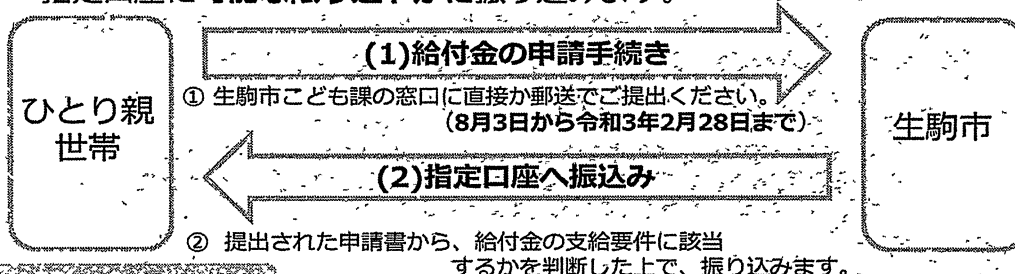 指定口座に可能な限り速やかに振り込みます。
(1)給付金の申請手続き
ひとり親
世帯
① 生駒市こども課の窓口に直接か郵送でご提出ください。
(8月3日から令和3年2月28日まで)
生駒市
(2)指定口座へ振込み
② 提出された申請書から、給付金の支給要件に該当
するかを判断した上で、振り込みます。